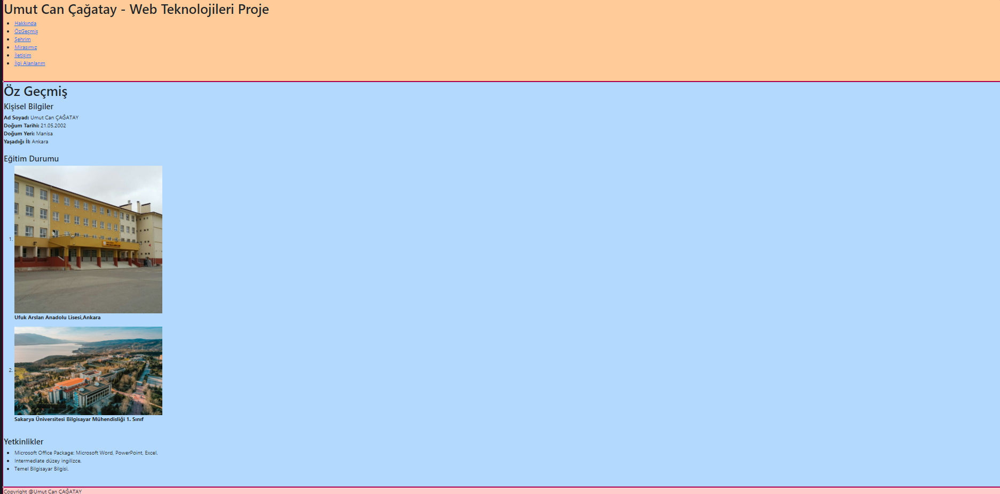 Umut Can Çağatay - Web Teknolojileri Proje
Hakkında
ÖzGeçmiş
Şehrim
Mirasımız
İletişim
İlgi Alanlarım
Öz Geçmiş
Kişisel Bilgiler
Ad Soyad: Umut Can ÇAĞATAY
Doğum Tarihi: 21.05.2002
Doğum Yeri: Manisa
Yaşadığı İl: Ankara
Eğitim Durumu
1.
Ufuk Arslan Anadolu Lisesi,Ankara
2.
Sakarya Üniversitesi Bilgisayar Mühendisliği 1. Sınıf
Yetkinlikler
Microsoft Office Package: Microsoft Word, PowerPoint, Excel.
Intermediate düzey ingilizce.
Temel Bilgisayar Bilgisi.
Copyright @Umut Can ÇAĞATAY